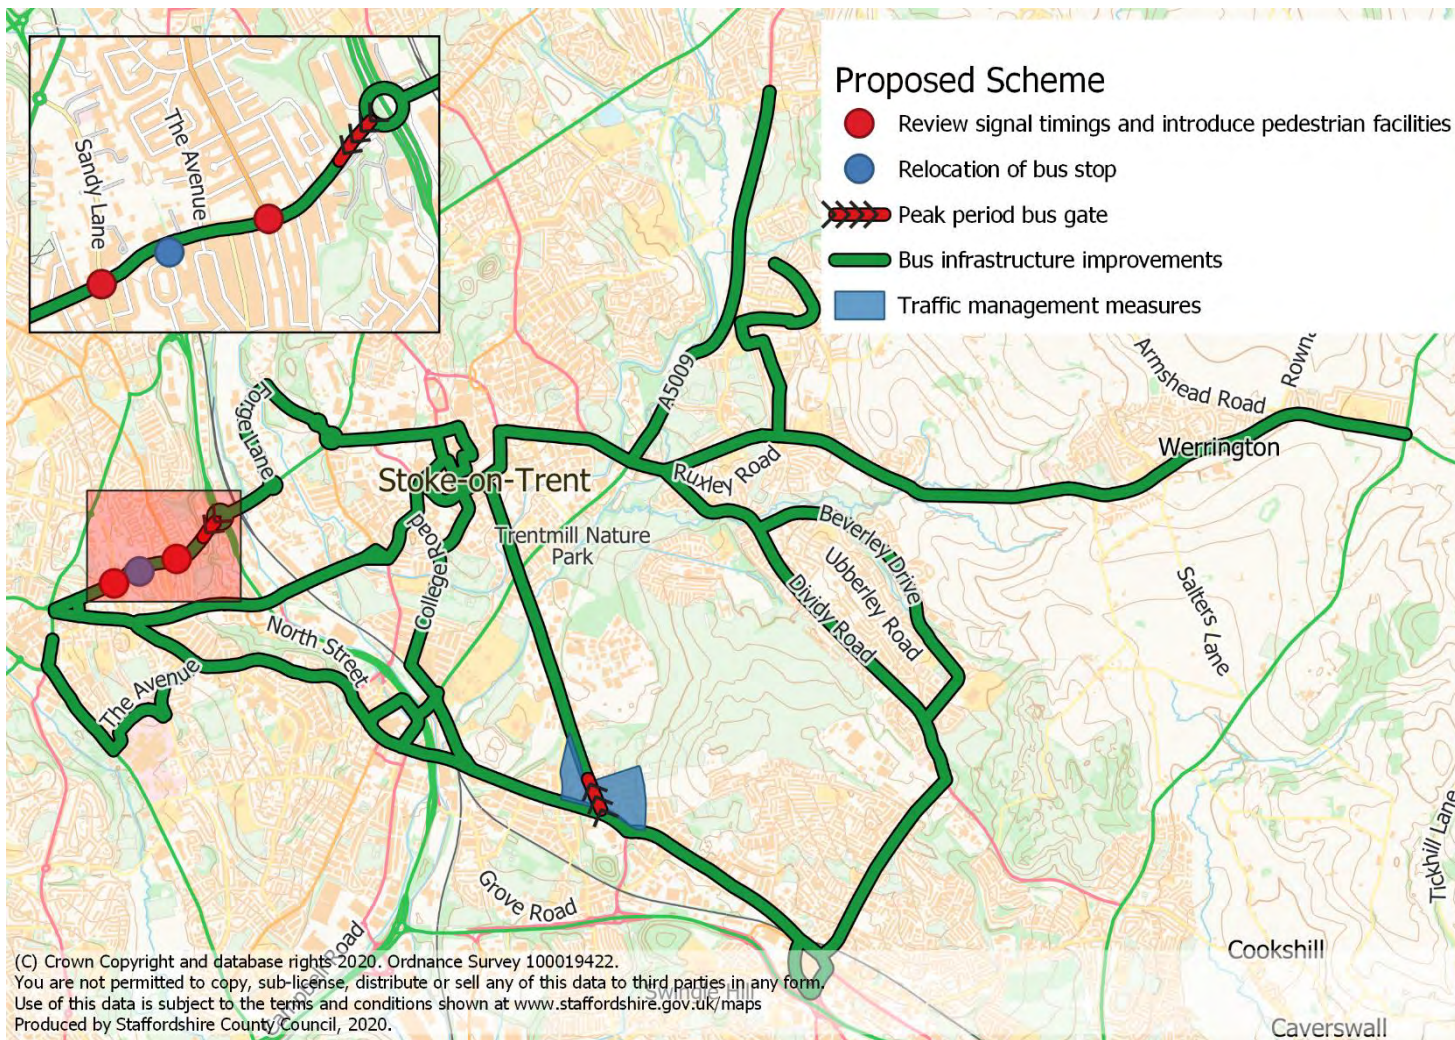 Proposed Scheme
Review signal timings and introduce pedestrian facilities
Relocation of bus stop
Peak period bus gate
Bus infrastructure improvements
Traffic management measures
Sandy Lane
The Avenue
A5009
Armshead Road
Rowna
Werrington
Forge Lane
Stoke-on-Trent
Ruxley Road
College Road
Trentmill Nature
Park
Beverley Drive
Ubberley Road
Dividy Road
Salters Lane
North Street
The Avenue
Grove Road
Tickhill Lane
Cookshill
Campbell Road
Swingle Hill
Caverswall
(C) Crown Copyright and database rights 2020. Ordnance Survey 100019422.
You are not permitted to copy, sub-license, distribute or sell any of this data to third parties in any form.
Use of this data is subject to the terms and conditions shown at www.staffordshire.gov.uk/maps
Produced by Staffordshire County Council, 2020.